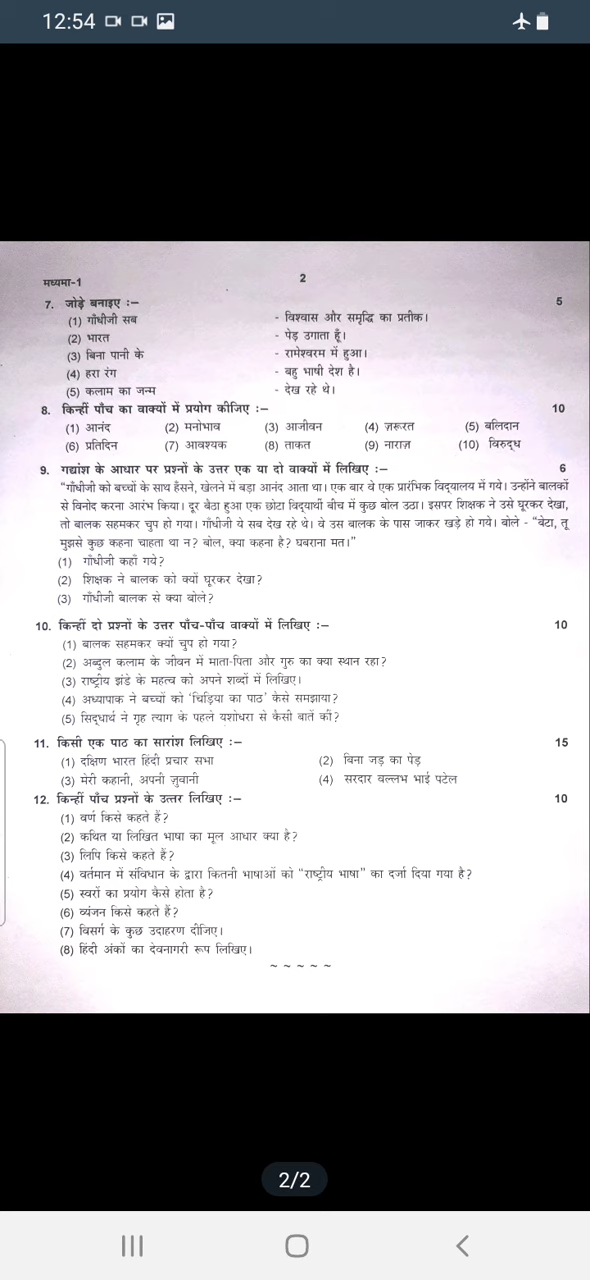 12:54
मध्यमा-1 2
7. जोड़े बनाइए :– 5
(1) गाँधीजी सब - विश्वास और समृद्धि का प्रतीक।
(2) भारत - पेड़ उगाता हूँ।
(3) बिना पानी के - रामेश्वरम में हुआ।
(4) हरा रंग - बहु भाषी देश है।
(5) कलाम का जन्म - देख रहे थे।
8. किन्हीं पाँच का वाक्यों में प्रयोग कीजिए :– 10
(1) आनंद (2) मनोभाव (3) आजीवन (4) ज़रूरत (5) बलिदान
(6) प्रतिदिन (7) आवश्यक (8) ताकत (9) नाराज़ (10) विरुद्ध
9. गद्यांश के आधार पर प्रश्नों के उत्तर एक या दो वाक्यों में लिखिए :– 6
"गाँधीजी को बच्चों के साथ हँसने, खेलने में बड़ा आनंद आता था। एक बार वे एक प्रारंभिक विद्यालय में गये। उन्होंने बालकों
से विनोद करना आरंभ किया। दूर बैठा हुआ एक छोटा विद्यार्थी बीच में कुछ बोल उठा। इसपर शिक्षक ने उसे घूरकर देखा,
तो बालक सहमकर चुप हो गया। गाँधीजी ये सब देख रहे थे। वे उस बालक के पास जाकर खड़े हो गये। बोले - "बेटा, तू
मुझसे कुछ कहना चाहता था न? बोल, क्या कहना है? घबराना मत।"
(1) गाँधीजी कहाँ गये?
(2) शिक्षक ने बालक को क्यों घूरकर देखा?
(3) गाँधीजी बालक से क्या बोले?
10. किन्हीं दो प्रश्नों के उत्तर पाँच-पाँच वाक्यों में लिखिए :– 10
(1) बालक सहमकर क्यों चुप हो गया?
(2) अब्दुल कलाम के जीवन में माता-पिता और गुरु का क्या स्थान रहा?
(3) राष्ट्रीय झंडे के महत्व को अपने शब्दों में लिखिए।
(4) अध्यापाक ने बच्चों को 'चिड़िया का पाठ' कैसे समझाया?
(5) सिद्धार्थ ने गृह त्याग के पहले यशोधरा से कैसी बातें कीं?
11. किसी एक पाठ का सारांश लिखिए :– 15
(1) दक्षिण भारत हिंदी प्रचार सभा (2) बिना जड़ का पेड़
(3) मेरी कहानी, अपनी ज़ुबानी (4) सरदार वल्लभ भाई पटेल
12. किन्हीं पाँच प्रश्नों के उत्तर लिखिए :– 10
(1) वर्ण किसे कहते हैं?
(2) कथित या लिखित भाषा का मूल आधार क्या है?
(3) लिपि किसे कहते हैं?
(4) वर्तमान में संविधान के द्वारा कितनी भाषाओं को "राष्ट्रीय भाषा" का दर्जा दिया गया है?
(5) स्वरों का प्रयोग कैसे होता है?
(6) व्यंजन किसे कहते हैं?
(7) विसर्ग के कुछ उदाहरण दीजिए।
(8) हिंदी अंकों का देवनागरी रूप लिखिए।
~ ~ ~ ~ ~
2/2